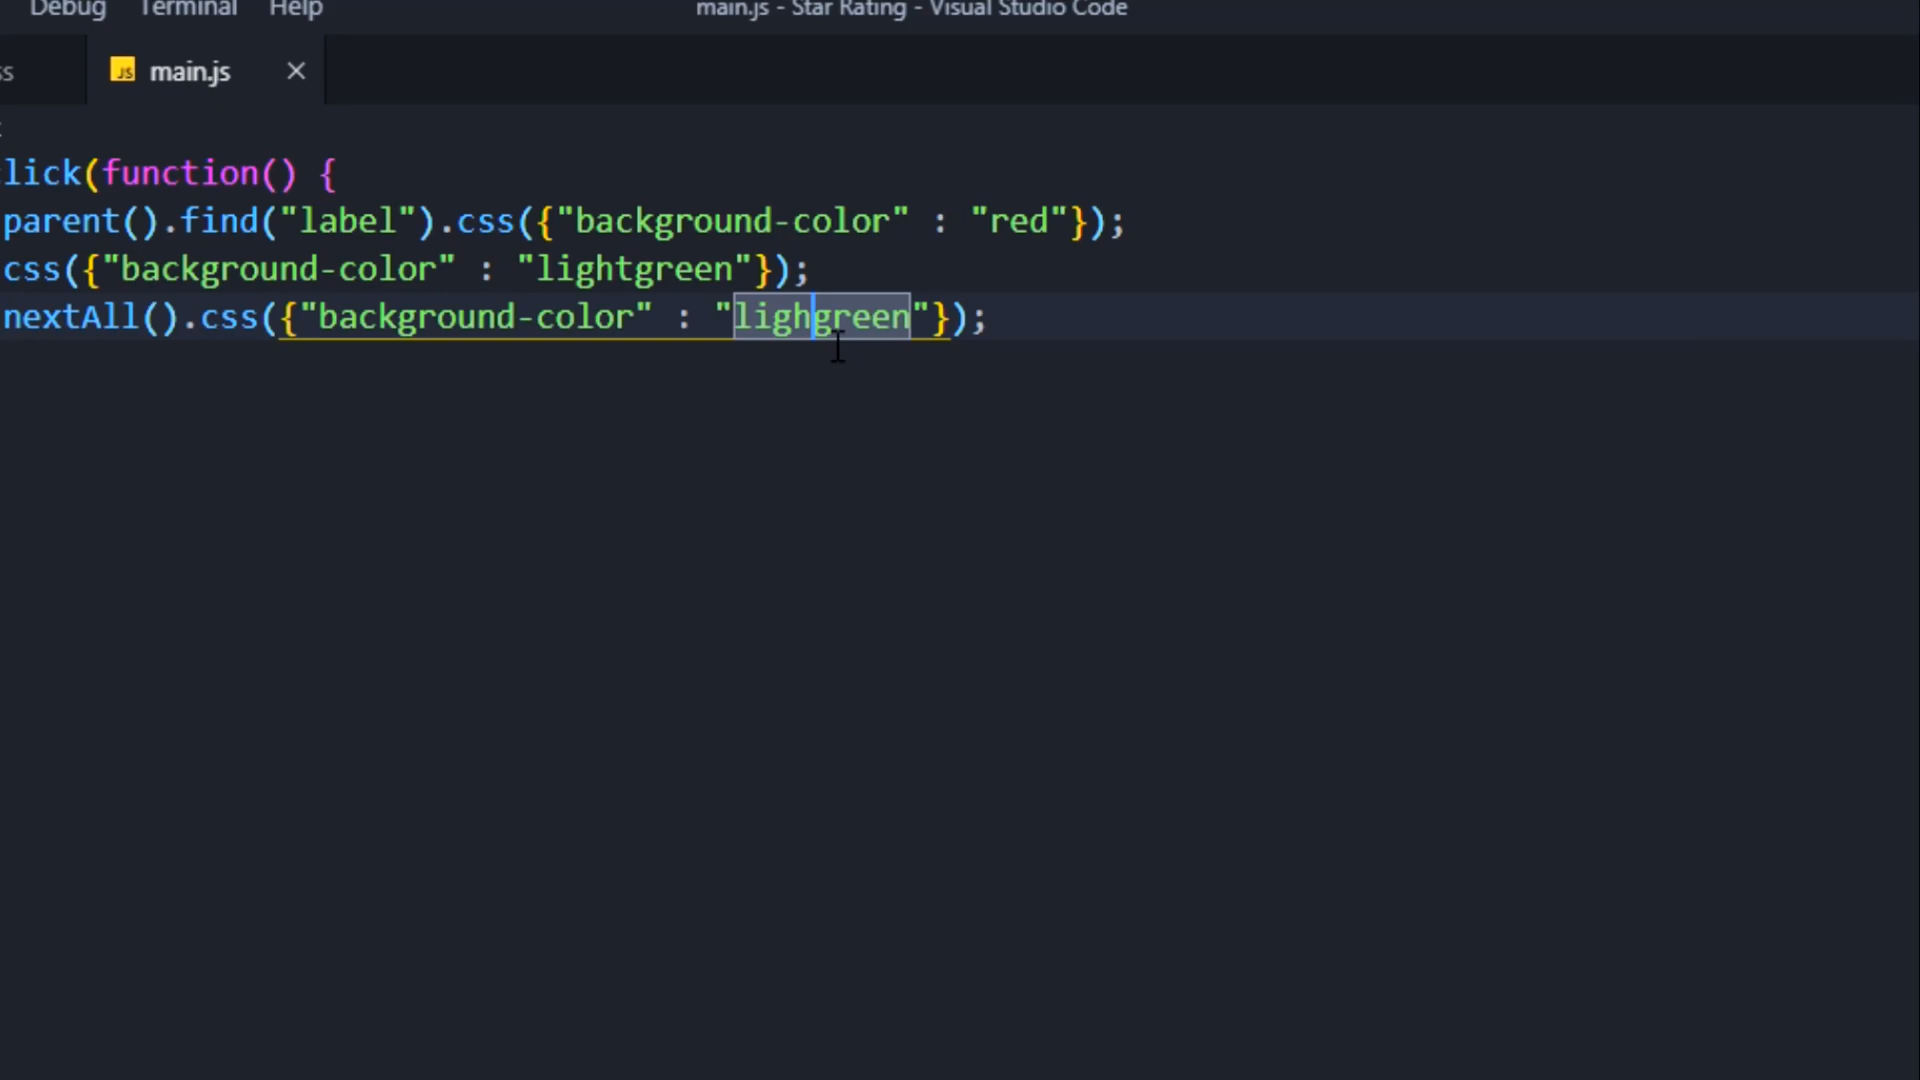 Debug Terminal Help main.js - Star Rating - Visual Studio Code
JS main.js
lick(function() {
parent().find("label").css({"background-color" : "red"});
css({"background-color" : "lightgreen"});
nextAll().css({"background-color" : "lighgreen"});